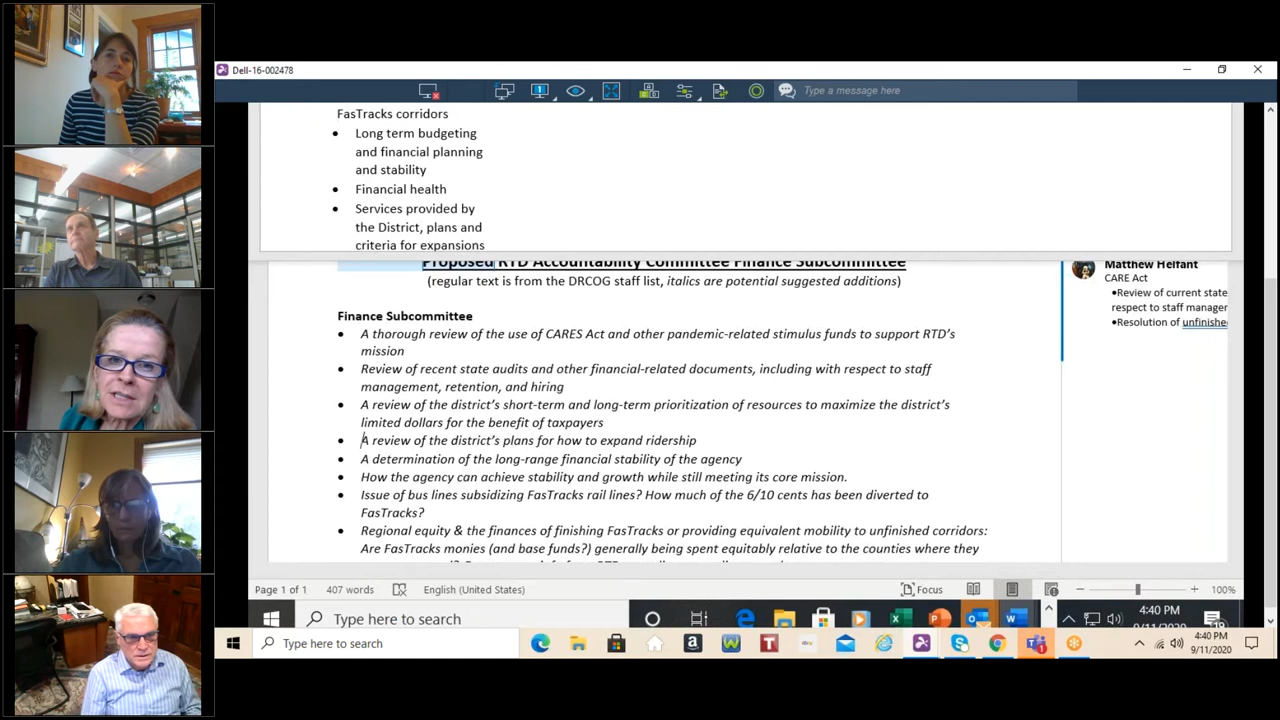 Dell-16-002478
Type a message here
FasTracks corridors
• Long term budgeting
and financial planning
and stability
• Financial health
• Services provided by
the District, plans and
criteria for expansions
Proposed RTD Accountability Committee Finance Subcommittee
(regular text is from the DRCOG staff list, italics are potential suggested additions)
Finance Subcommittee
• A thorough review of the use of CARES Act and other pandemic-related stimulus funds to support RTD's
mission
• Review of recent state audits and other financial-related documents, including with respect to staff
management, retention, and hiring
• A review of the district's short-term and long-term prioritization of resources to maximize the district's
limited dollars for the benefit of taxpayers
• A review of the district's plans for how to expand ridership
• A determination of the long-range financial stability of the agency
• How the agency can achieve stability and growth while still meeting its core mission.
• Issue of bus lines subsidizing FasTracks rail lines? How much of the 6/10 cents has been diverted to
FasTracks?
• Regional equity & the finances of finishing FasTracks or providing equivalent mobility to unfinished corridors:
Are FasTracks monies (and base funds?) generally being spent equitably relative to the counties where they
Matthew Helfant
CARE Act
•Review of current state
respect to staff manager
•Resolution of unfinishe
Page 1 of 1
407 words
English (United States)
Focus
100%
Type here to search
4:40 PM
9/11/2020
19
Type here to search
4:40 PM
9/11/2020